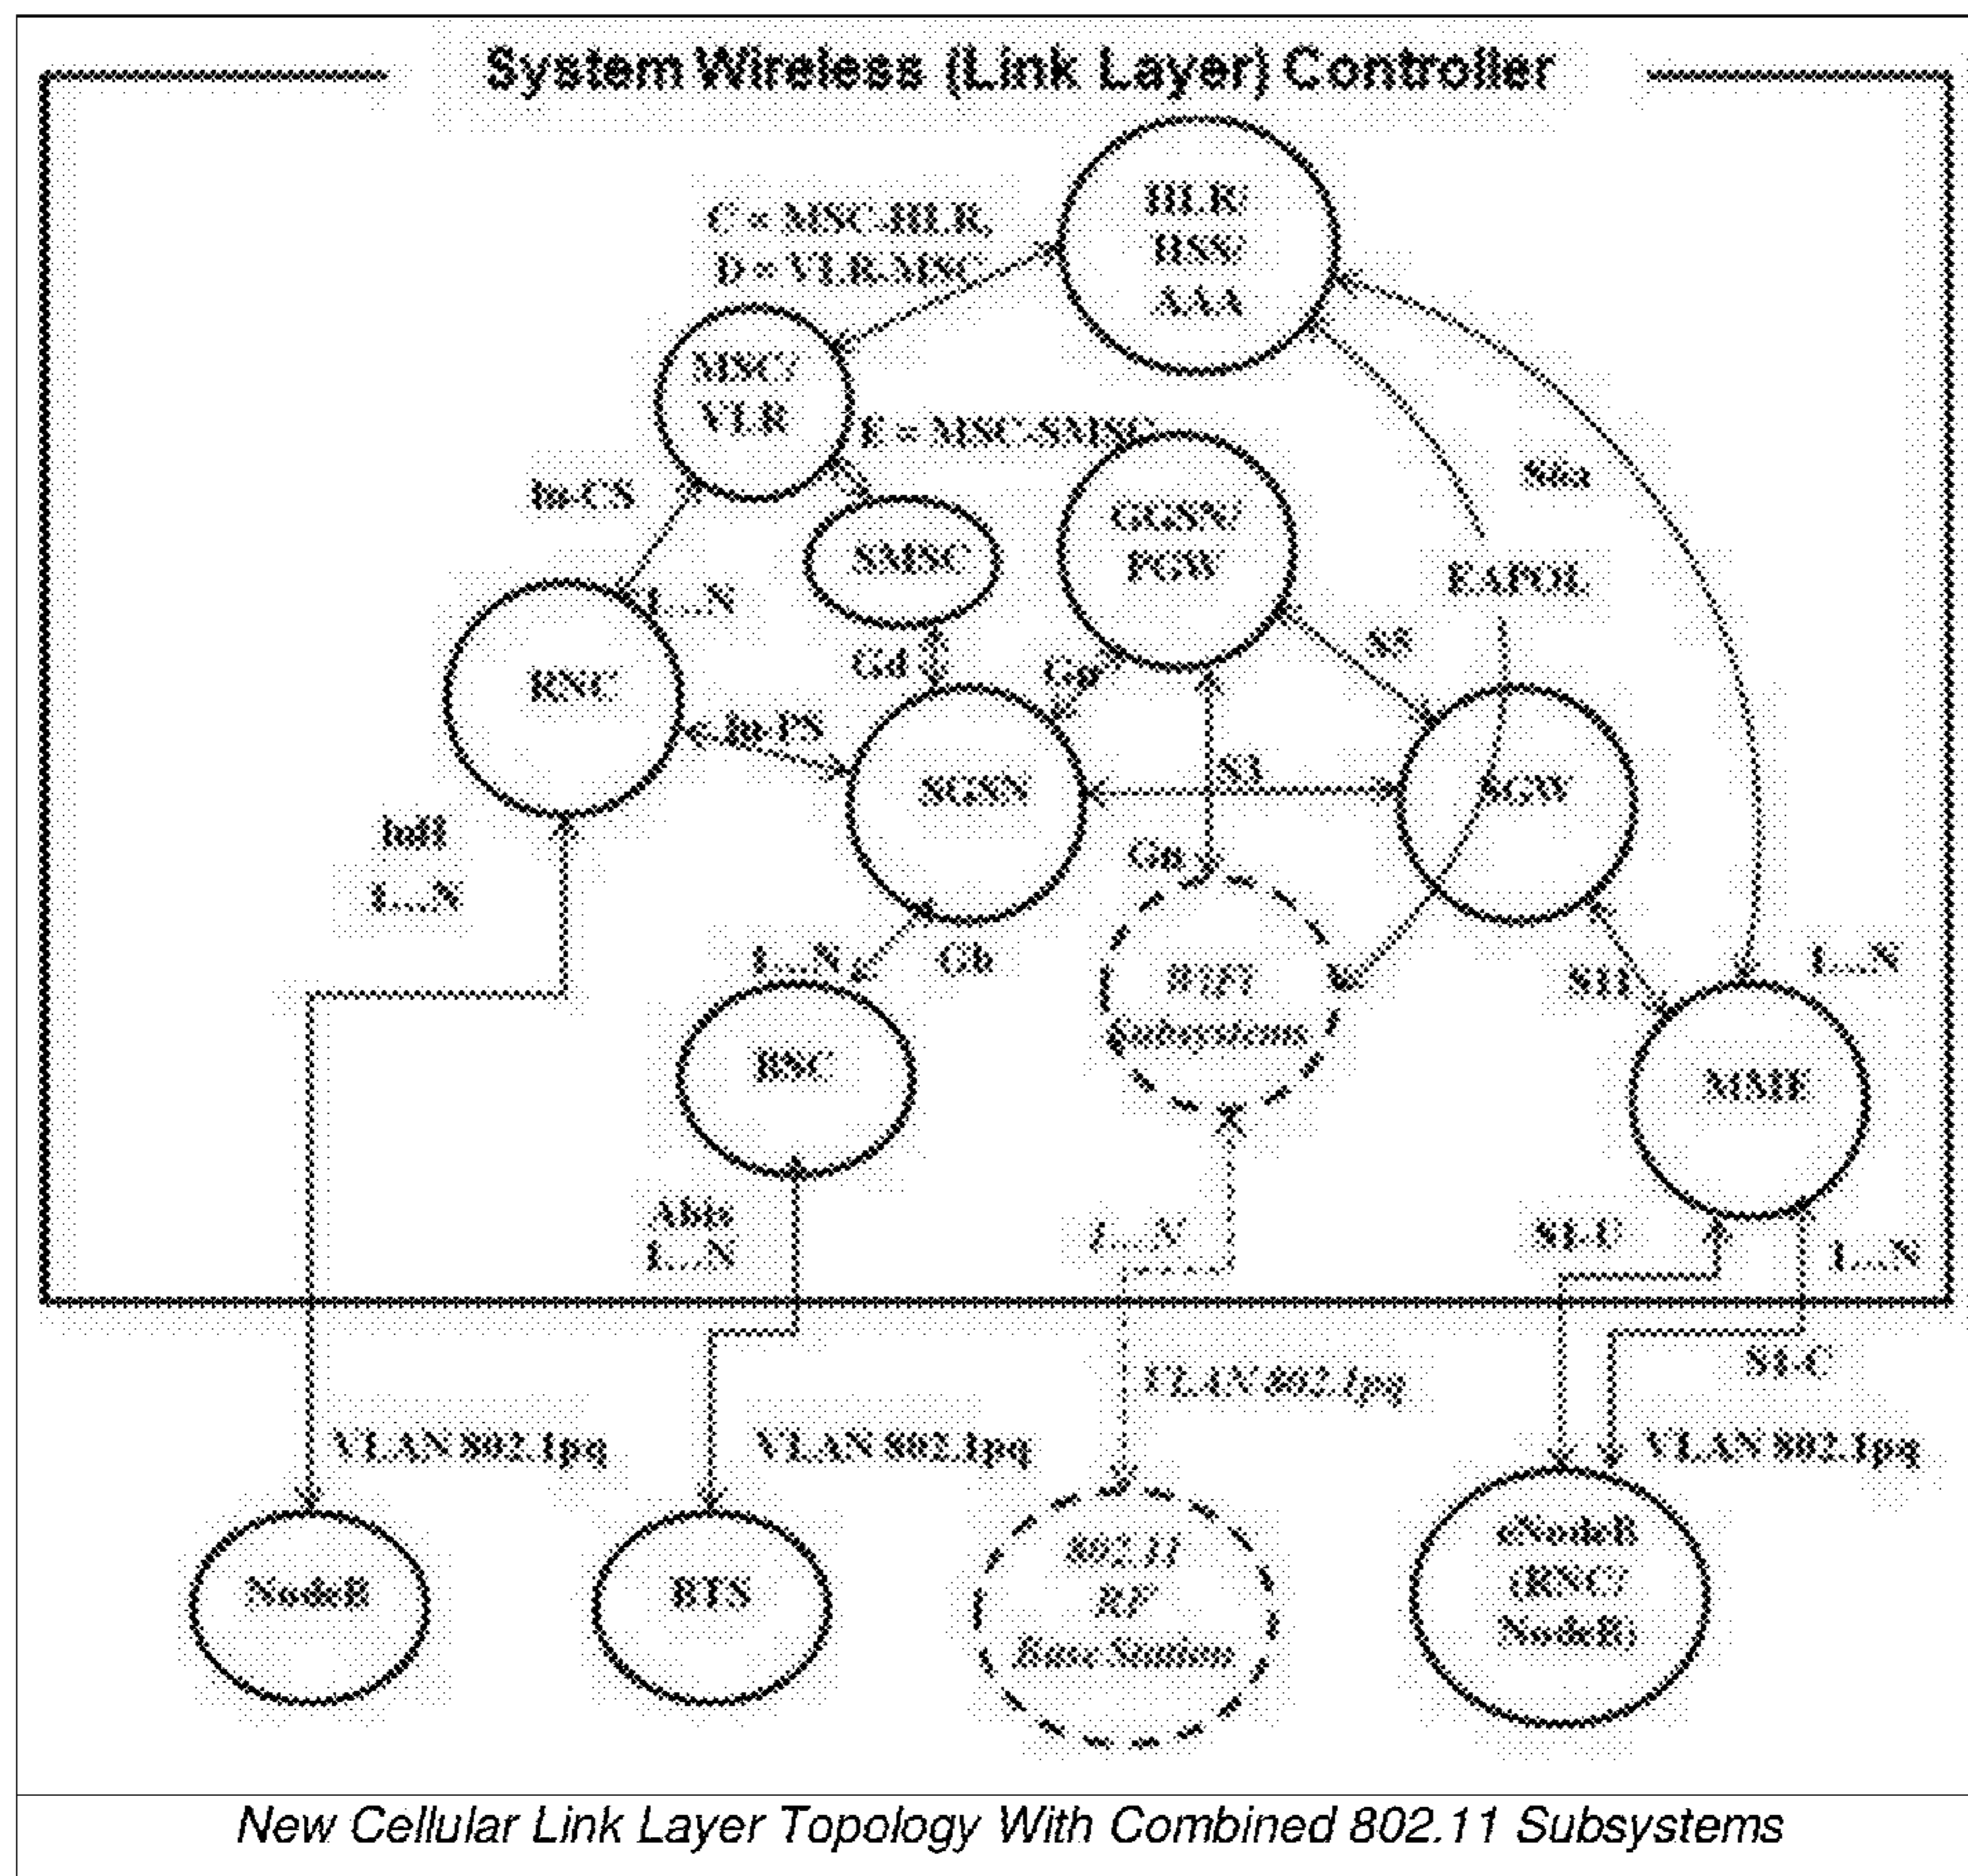 System Wireless (Link Layer) Controller
HLR/
HSS/
AAA
C = MSC-HLR,
D = VLR-MSC
MSC/
VLR
E = MSC-SMSC
Iu-CS
S6a
GGSN/
PGW
SMSC
EAPOL
1…N
RNC
Gd
Gn
S5
Iu-PS
SGSN
S3
SGW
IuB
1…N
Gn
1…N
Gb
WIFI
Subsystems
S11
1…N
BSC
MME
Abis
1…N
1…N
S1-U
1…N
S1-C
VLAN 802.1pq
VLAN 802.1pq
VLAN 802.1pq
VLAN 802.1pq
NodeB
BTS
802.11
RF
Base Station
eNodeB
(RNC/
NodeB)
New Cellular Link Layer Topology With Combined 802.11 Subsystems